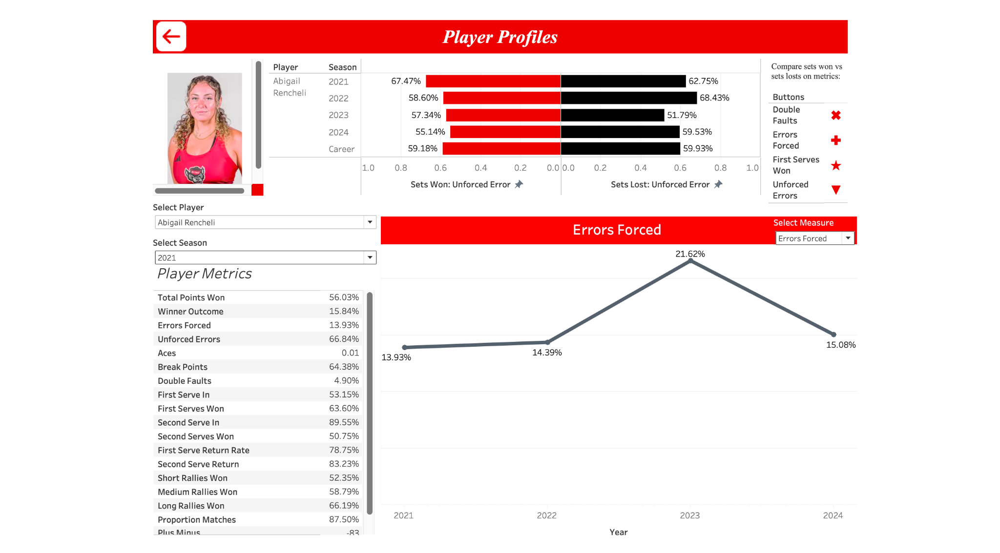 Player Profiles
Player Season
Abigail
Rencheli
2021 67.47% 62.75%
2022 58.60% 68.43%
2023 57.34% 51.79%
2024 55.14% 59.53%
Career 59.18% 59.93%
1.0 0.8 0.6 0.4 0.2 0.0 0.0 0.2 0.4 0.6 0.8 1.0
Sets Won: Unforced Error Sets Lost: Unforced Error
Compare sets won vs
sets losts on metrics:
Buttons
Double
Faults
Errors
Forced
First Serves
Won
Unforced
Errors
Select Player
Abigail Rencheli
Select Season
2021
Player Metrics
Total Points Won 56.03%
Winner Outcome 15.84%
Errors Forced 13.93%
Unforced Errors 66.84%
Aces 0.01
Break Points 64.38%
Double Faults 4.90%
First Serve In 53.15%
First Serves Won 63.60%
Second Serve In 89.55%
Second Serves Won 50.75%
First Serve Return Rate 78.75%
Second Serve Return 83.23%
Short Rallies Won 52.35%
Medium Rallies Won 58.79%
Long Rallies Won 66.19%
Proportion Matches 87.50%
Plus Minus -83
Errors Forced
Select Measure
Errors Forced
21.62%
15.08%
14.39%
13.93%
2021 2022 2023 2024
Year